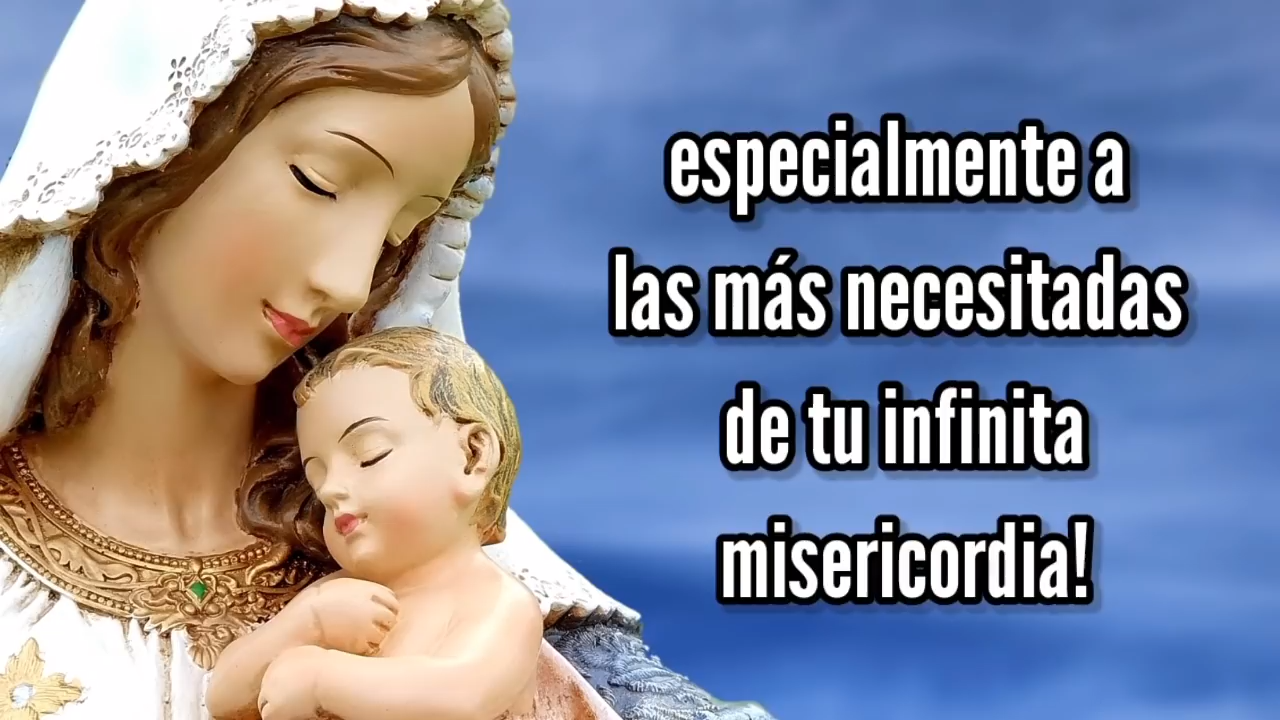 especialmente a
las más necesitadas
de tu infinita
misericordia!